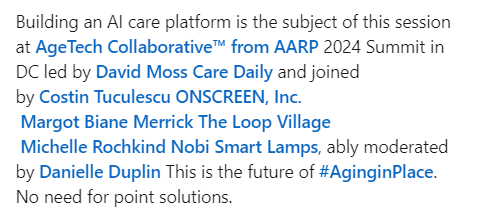 Building an AI care platform is the subject of this session
at AgeTech Collaborative™ from AARP 2024 Summit in
DC led by David Moss Care Daily and joined
by Costin Tuculescu ONSCREEN, Inc.
Margot Biane Merrick The Loop Village
Michelle Rochkind Nobi Smart Lamps, ably moderated
by Danielle Duplin This is the future of #AginginPlace.
No need for point solutions.